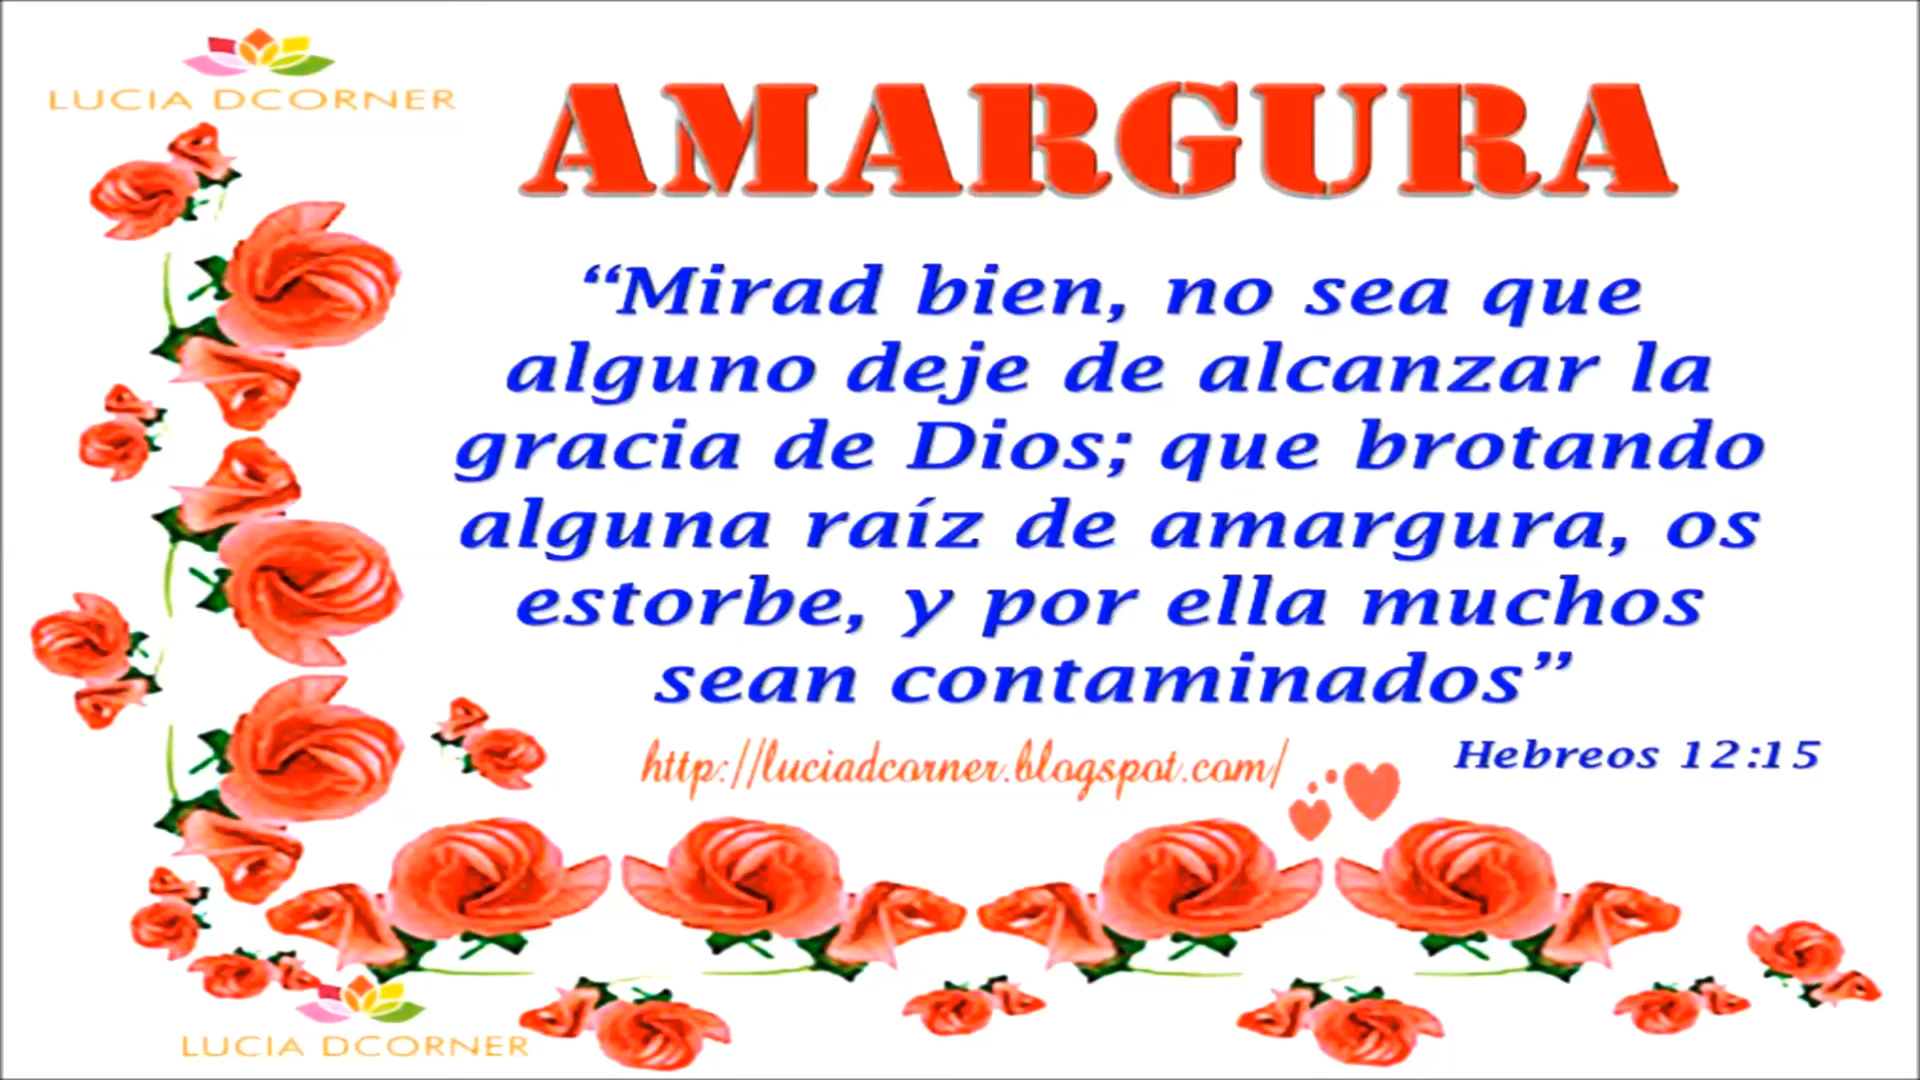 LUCIA DCORNER
AMARGURA
“Mirad bien, no sea que
alguno deje de alcanzar la
gracia de Dios; que brotando
alguna raíz de amargura, os
estorbe, y por ella muchos
sean contaminados”
Hebreos 12:15
http://luciadcorner.blogspot.com/
LUCIA DCORNER